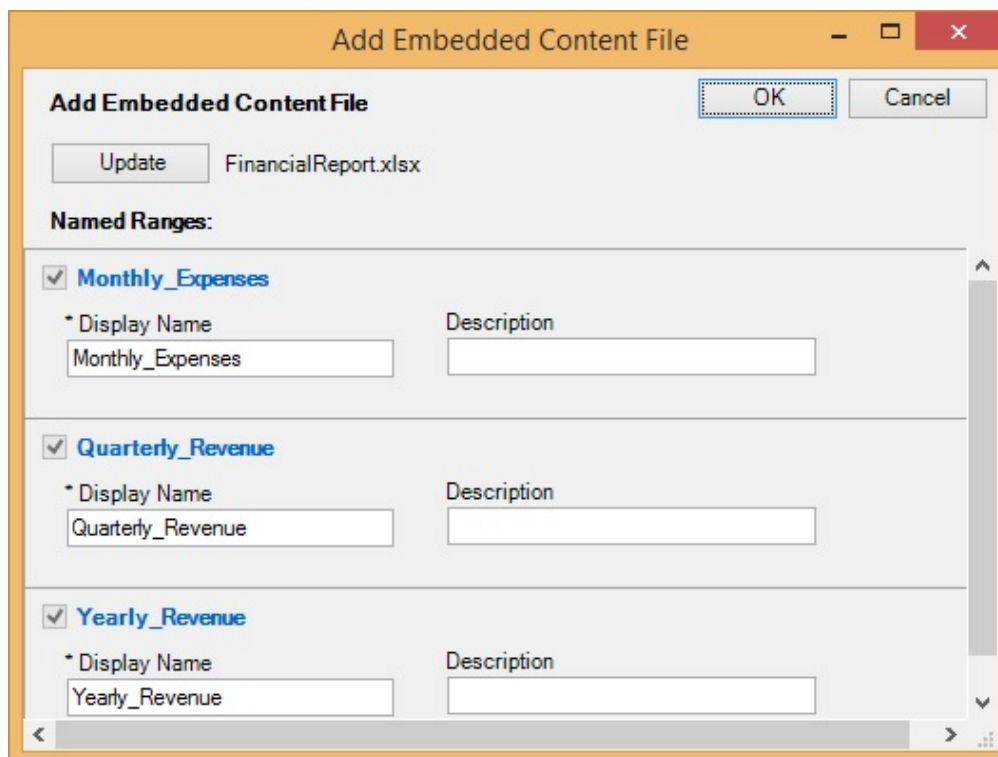 Add Embedded Content File
Add Embedded Content File
OK
Cancel
Update
FinancialReport.xlsx
Named Ranges:
Monthly_Expenses
* Display Name
Description
Monthly_Expenses
Quarterly_Revenue
* Display Name
Description
Quarterly_Revenue
Yearly_Revenue
* Display Name
Description
Yearly_Revenue